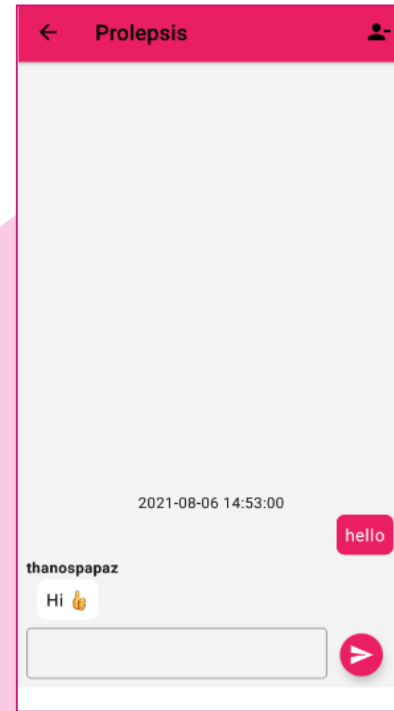 Prolepsis
2021-08-06 14:53:00
hello
thanospapaz
Hi 👍